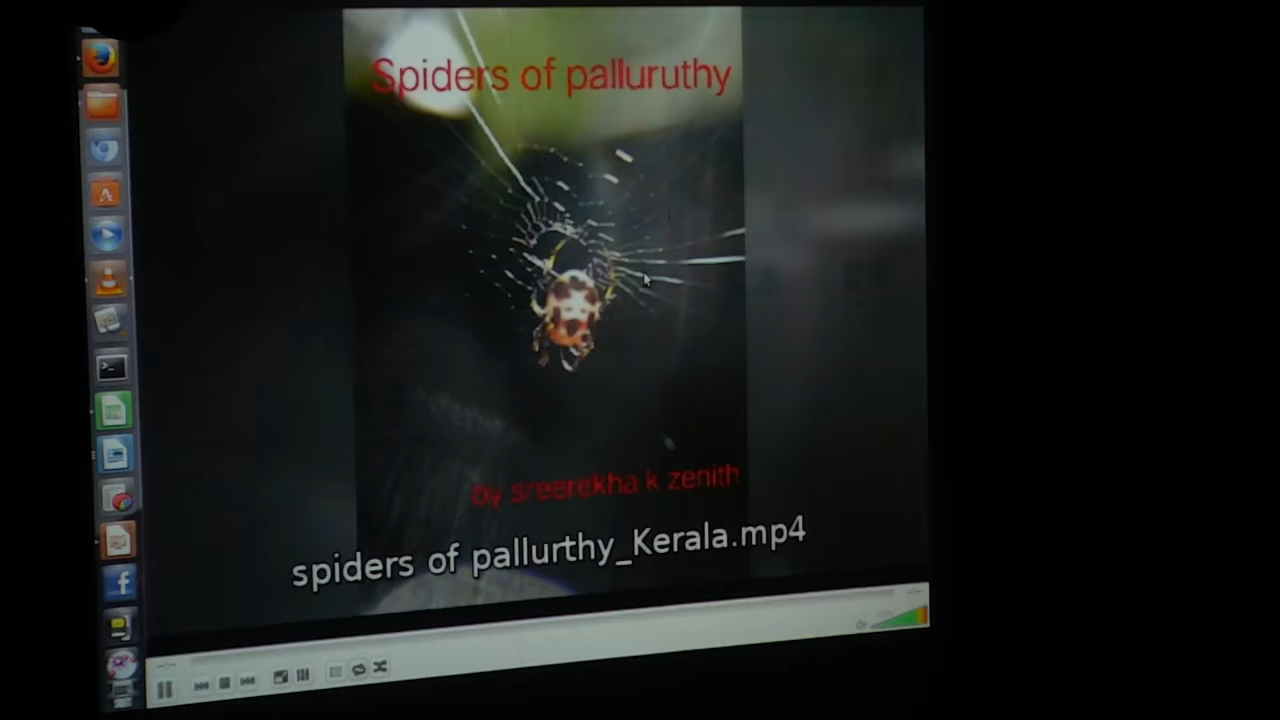 Spiders of palluruthy
by sreerekha k zenith
spiders of pallurthy_Kerala.mp4